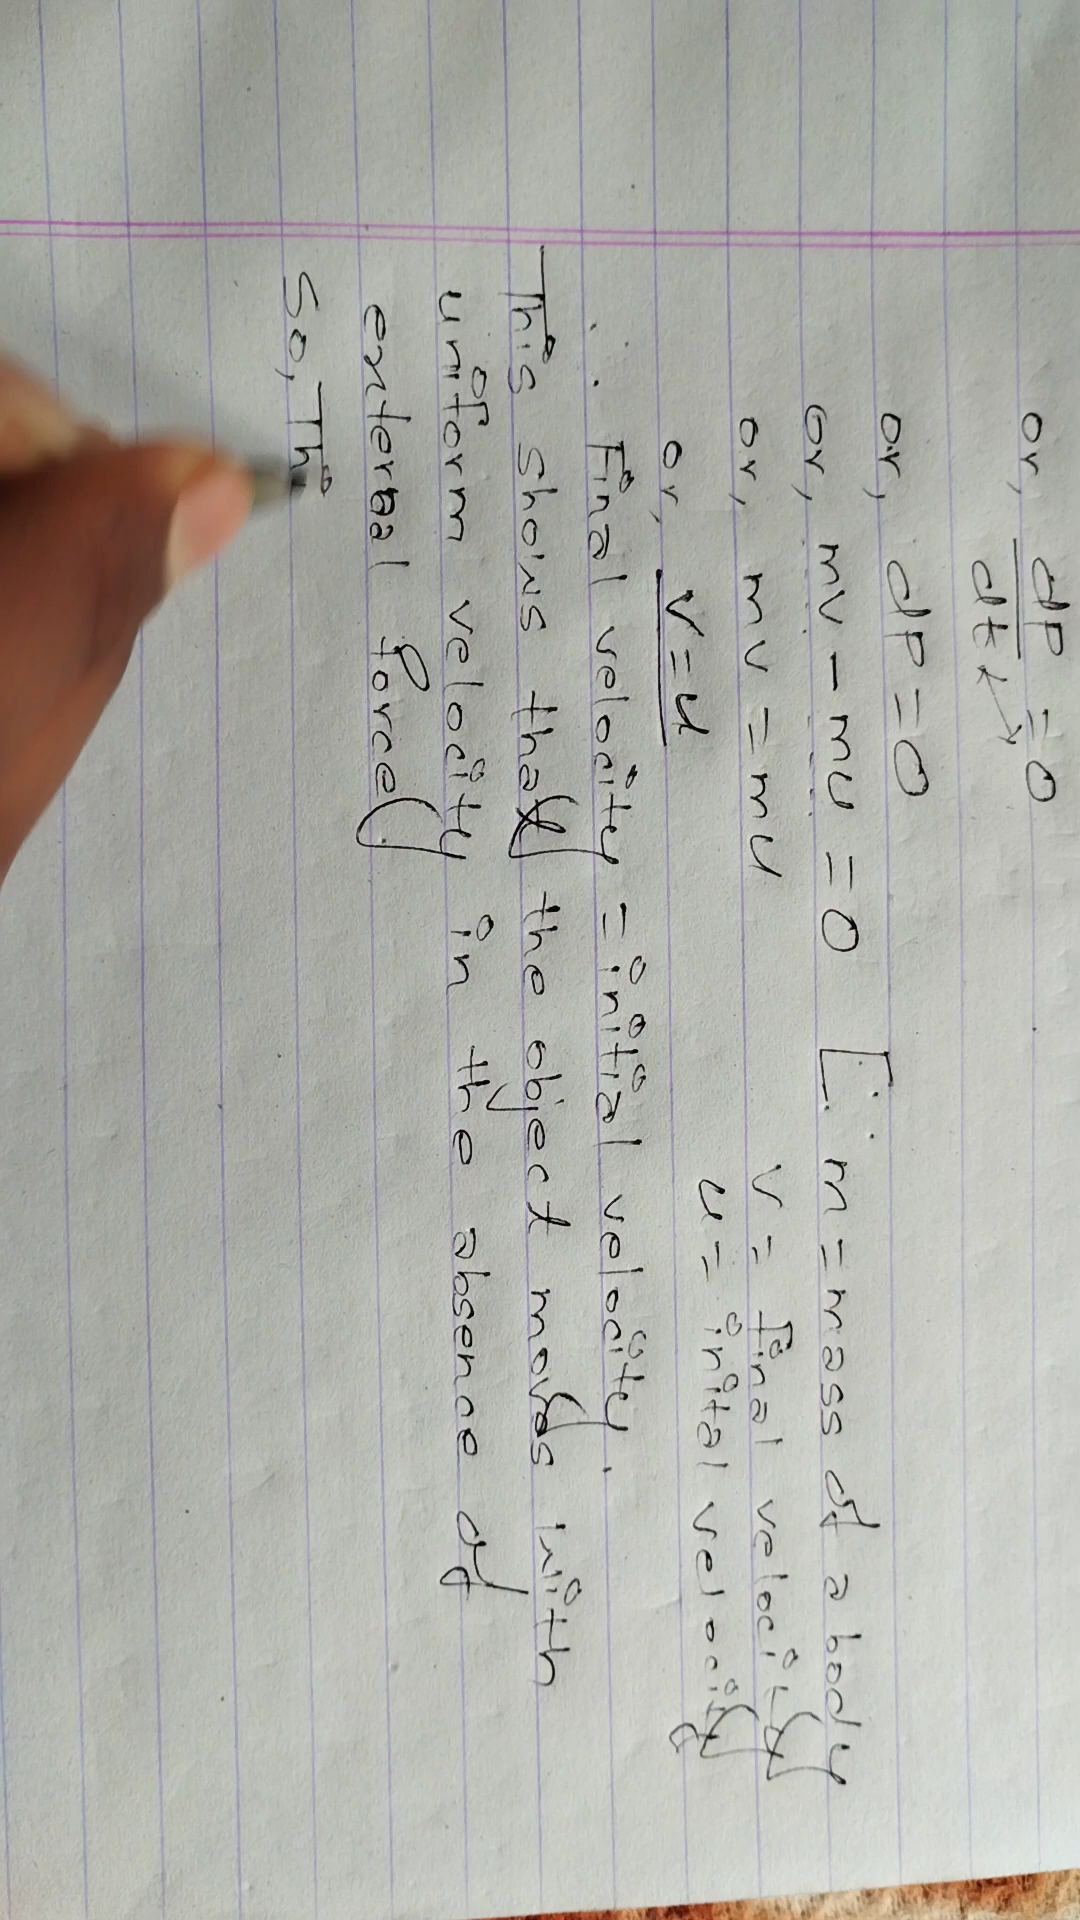 or, dP/dt = 0
or, dP = 0
or, mv - mu = 0 [∵ m = mass of a body
or, mv = mu v = final velocity
or, v = u u = inital velocity
∴ Final velocity = initial velocity.
This shows that the object moves with
uniform velocity in the absence of
external force.
So, Thi